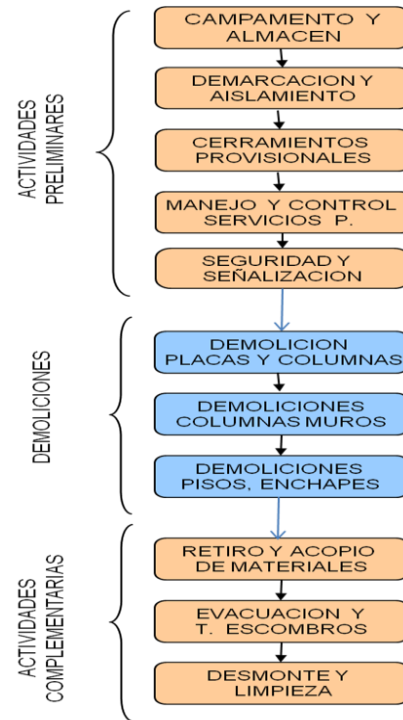 ACTIVIDADES
PRELIMINARES
CAMPAMENTO Y
ALMACEN
DEMARCACION Y
AISLAMIENTO
CERRAMIENTOS
PROVISIONALES
MANEJO Y CONTROL
SERVICIOS P.
SEGURIDAD Y
SEÑALIZACION
DEMOLICIONES
DEMOLICION
PLACAS Y COLUMNAS
DEMOLICIONES
COLUMNAS MUROS
DEMOLICIONES
PISOS, ENCHAPES
ACTIVIDADES
COMPLEMENTARIAS
RETIRO Y ACOPIO
DE MATERIALES
EVACUACION Y
T. ESCOMBROS
DESMONTE Y
LIMPIEZA